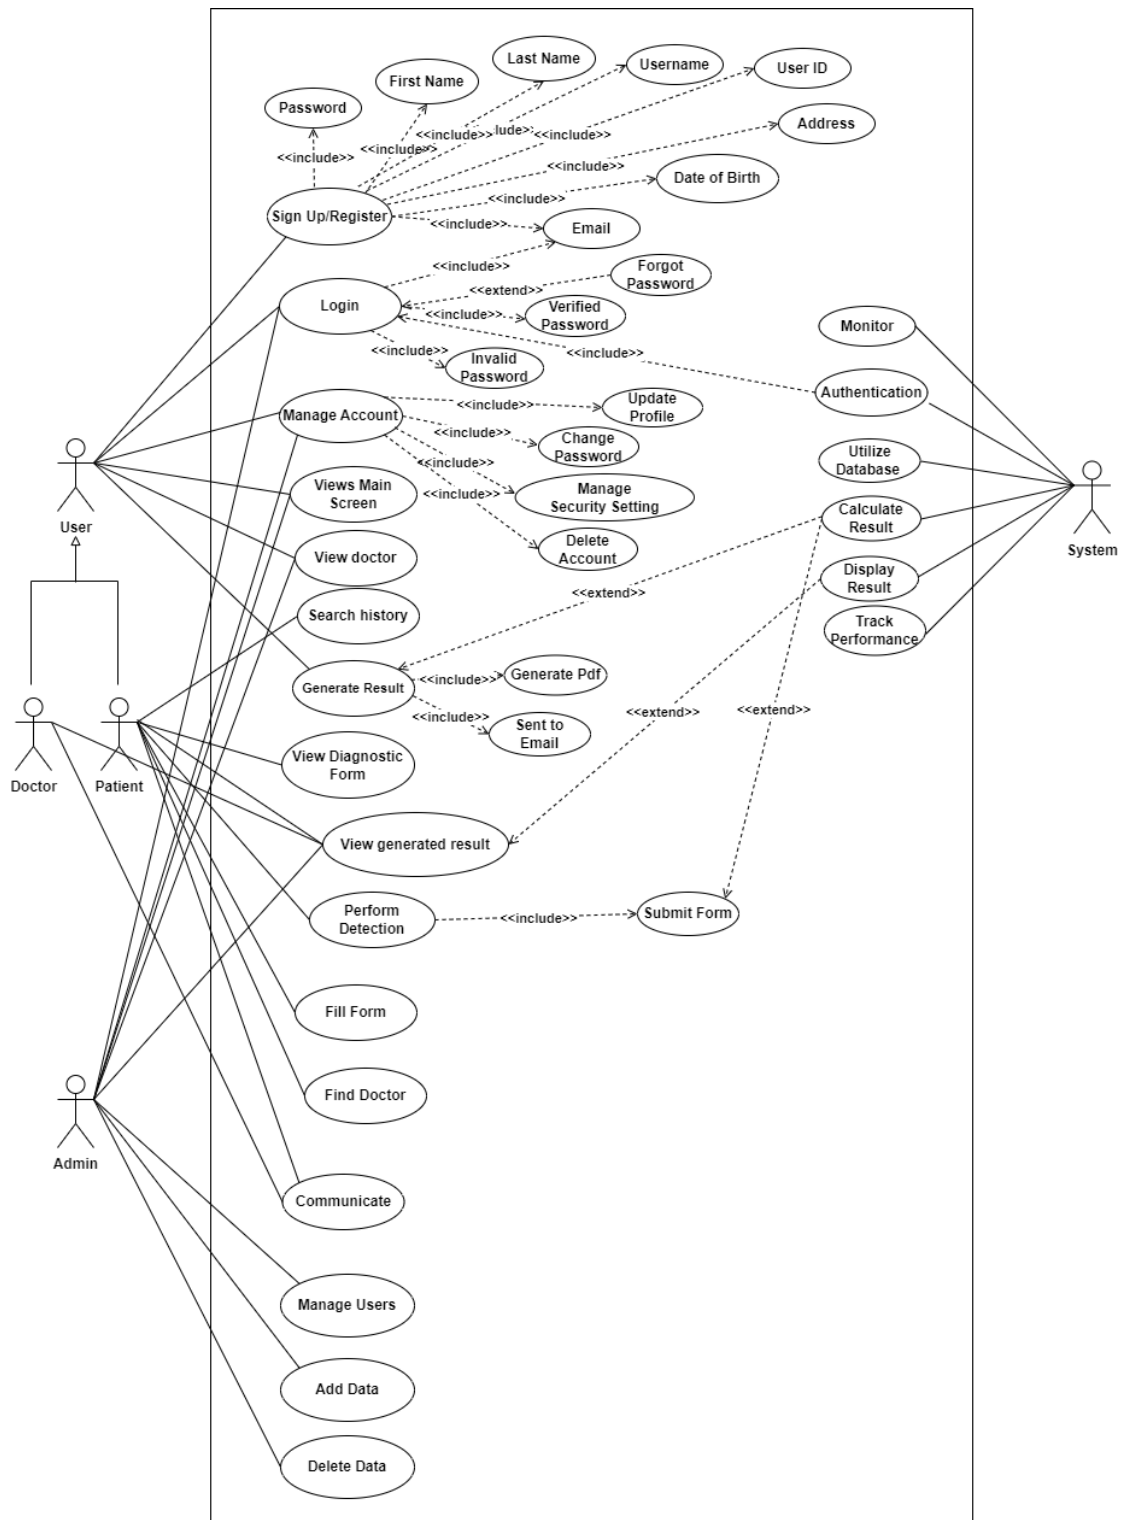 Last Name
Username
User ID
First Name
Password
Address
<<include>>
lude>>
<<include>>
<<include>>
<<include>>
<<include>>
Date of Birth
<<include>>
Sign Up/Register
<<include>>
Email
<<include>>
Forgot
Password
<<extend>>
Login
Verified
Password
<<include>>
Monitor
<<include>>
<<include>>
Invalid
Password
Authentication
Update
Profile
<<include>>
Manage Account
<<include>>
Change
Password
Utilize
Database
<<include>>
Views Main
Screen
<<include>>
Manage
Security Setting
Calculate
Result
User
System
Delete
Account
View doctor
Display
Result
<<extend>>
Search history
Track
Performance
Generate Result
<<include>>
Generate Pdf
<<include>>
Sent to
Email
<<extend>>
<<extend>>
View Diagnostic
Form
Doctor
Patient
View generated result
Perform
Detection
<<include>>
Submit Form
Fill Form
Find Doctor
Admin
Communicate
Manage Users
Add Data
Delete Data